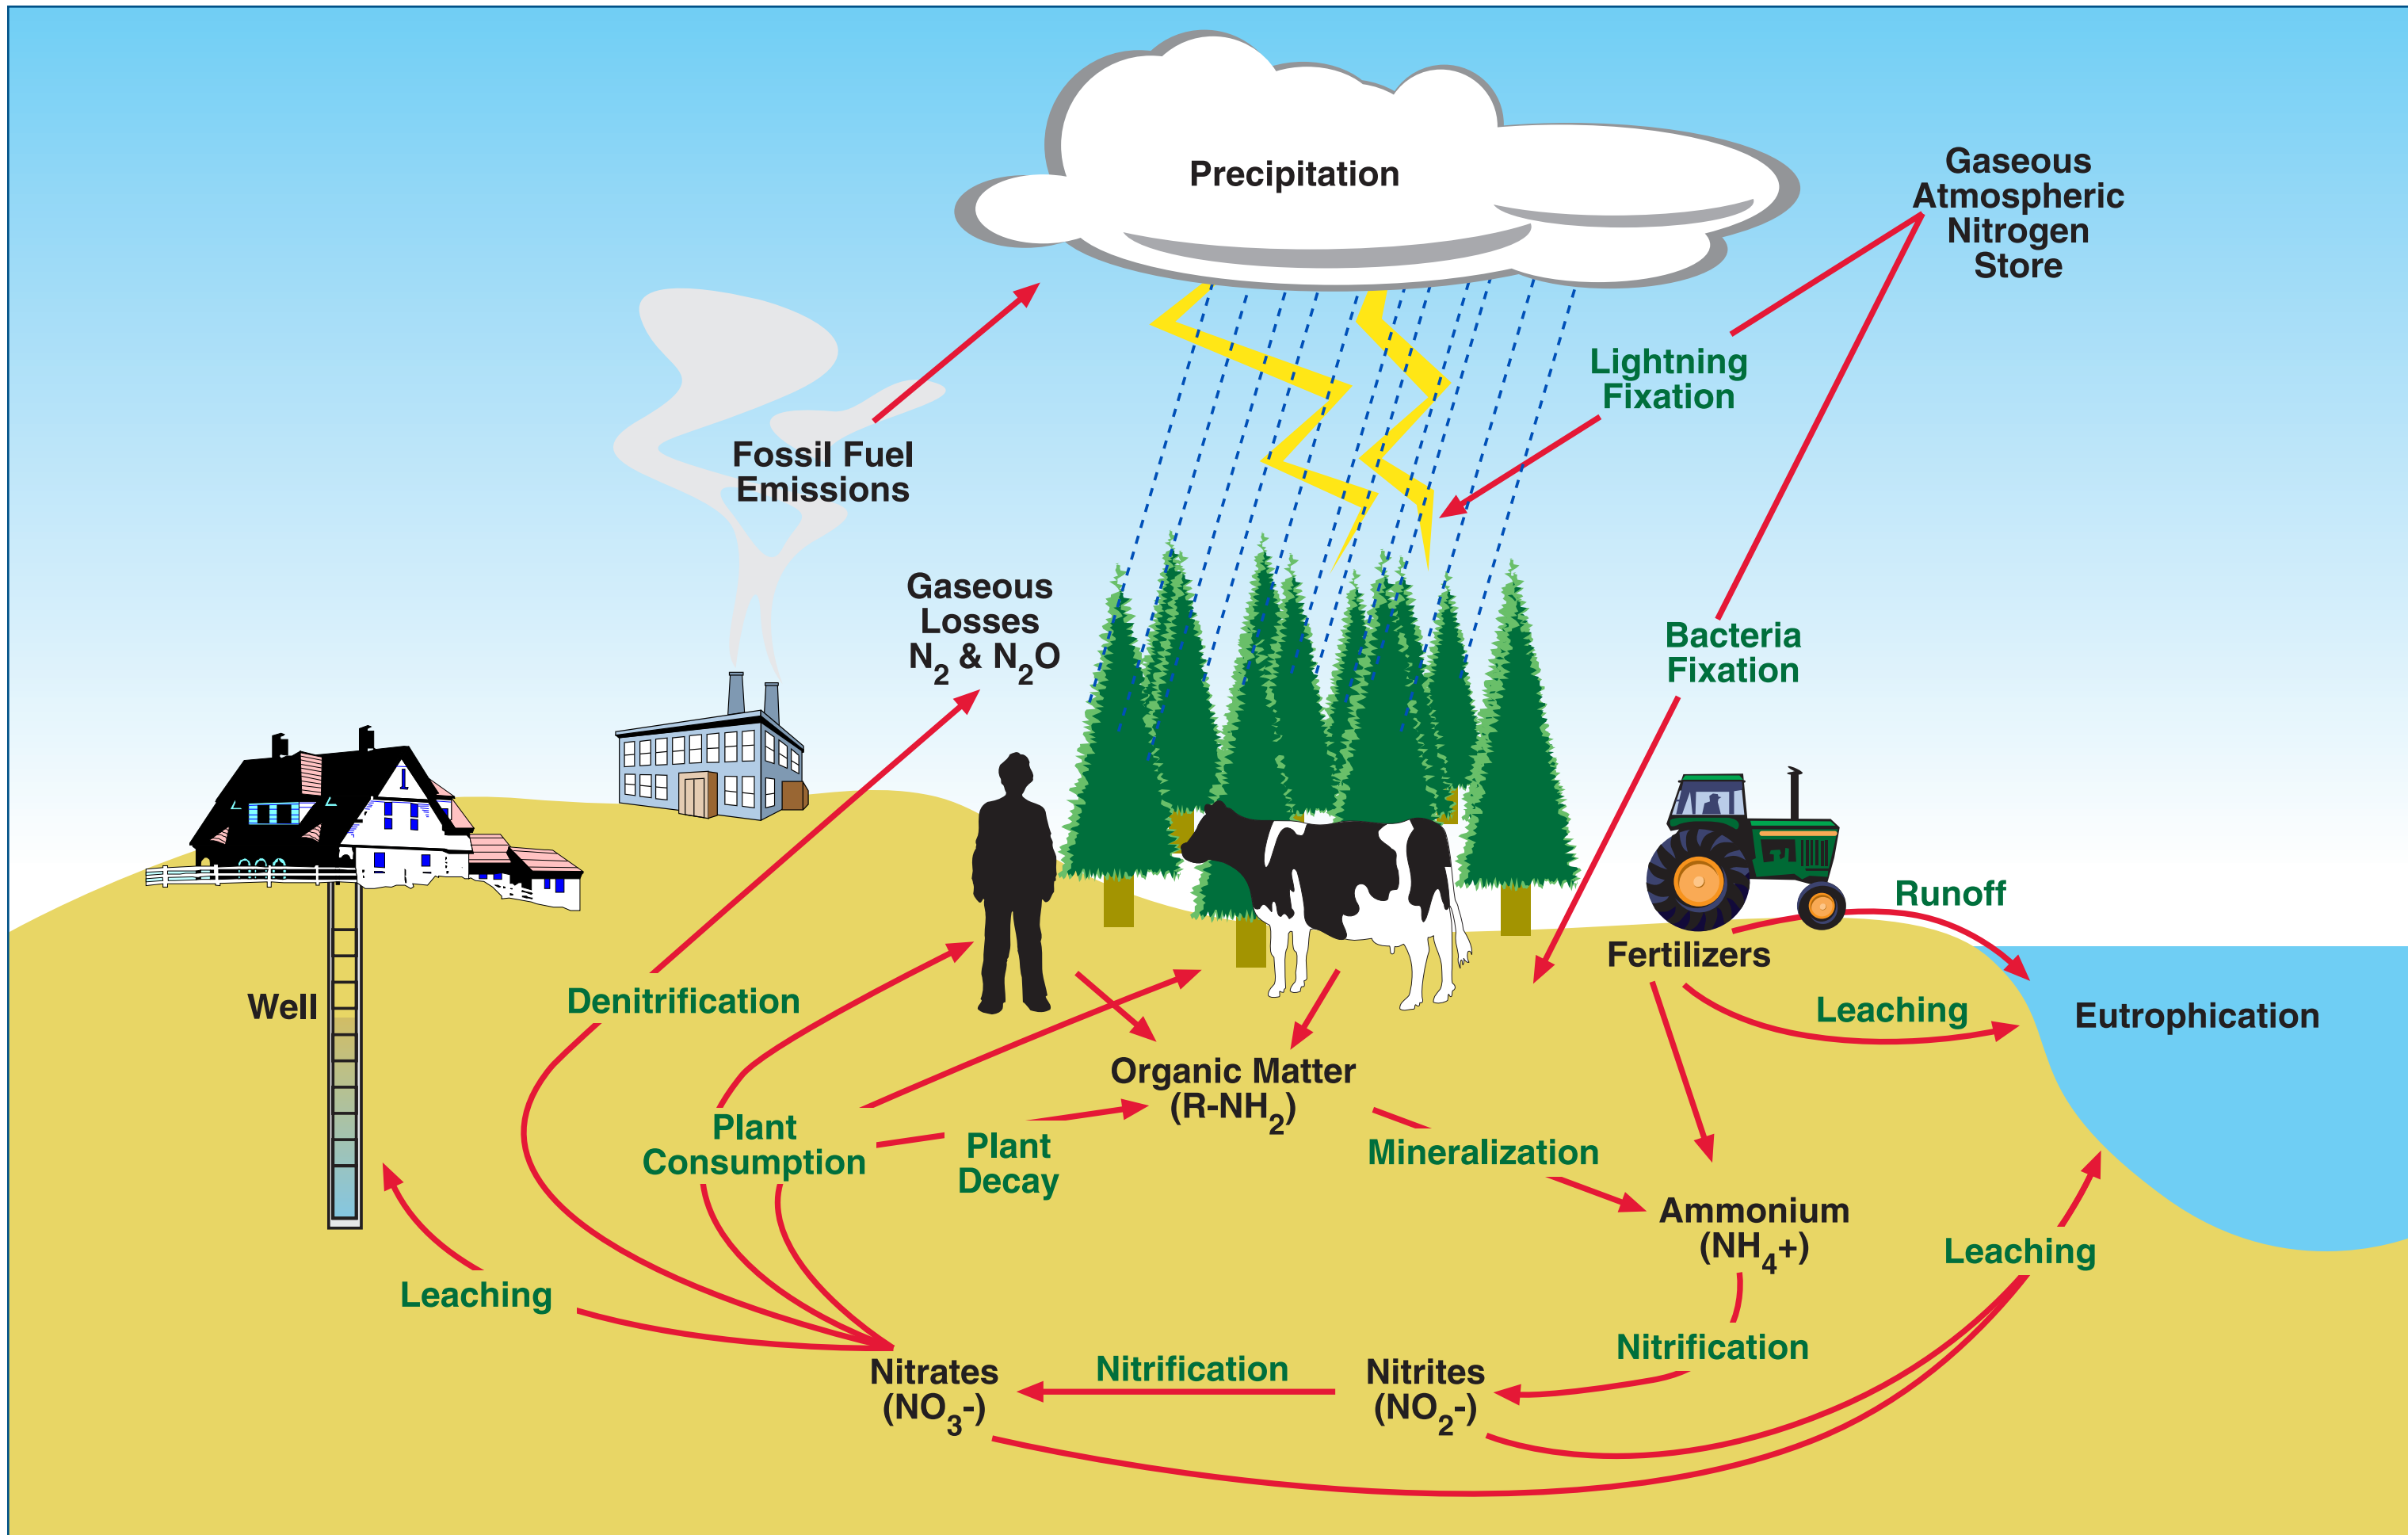 Precipitation
Gaseous
Atmospheric
Nitrogen
Store
Lightning
Fixation
Fossil Fuel
Emissions
Gaseous
Losses
N₂ & N₂O
Bacteria
Fixation
Runoff
Fertilizers
Well
Denitrification
Leaching
Eutrophication
Organic Matter
(R-NH₂)
Plant
Consumption
Plant
Decay
Mineralization
Ammonium
(NH₄+)
Leaching
Leaching
Nitrification
Nitrates
(NO₃-)
Nitrification
Nitrites
(NO₂-)